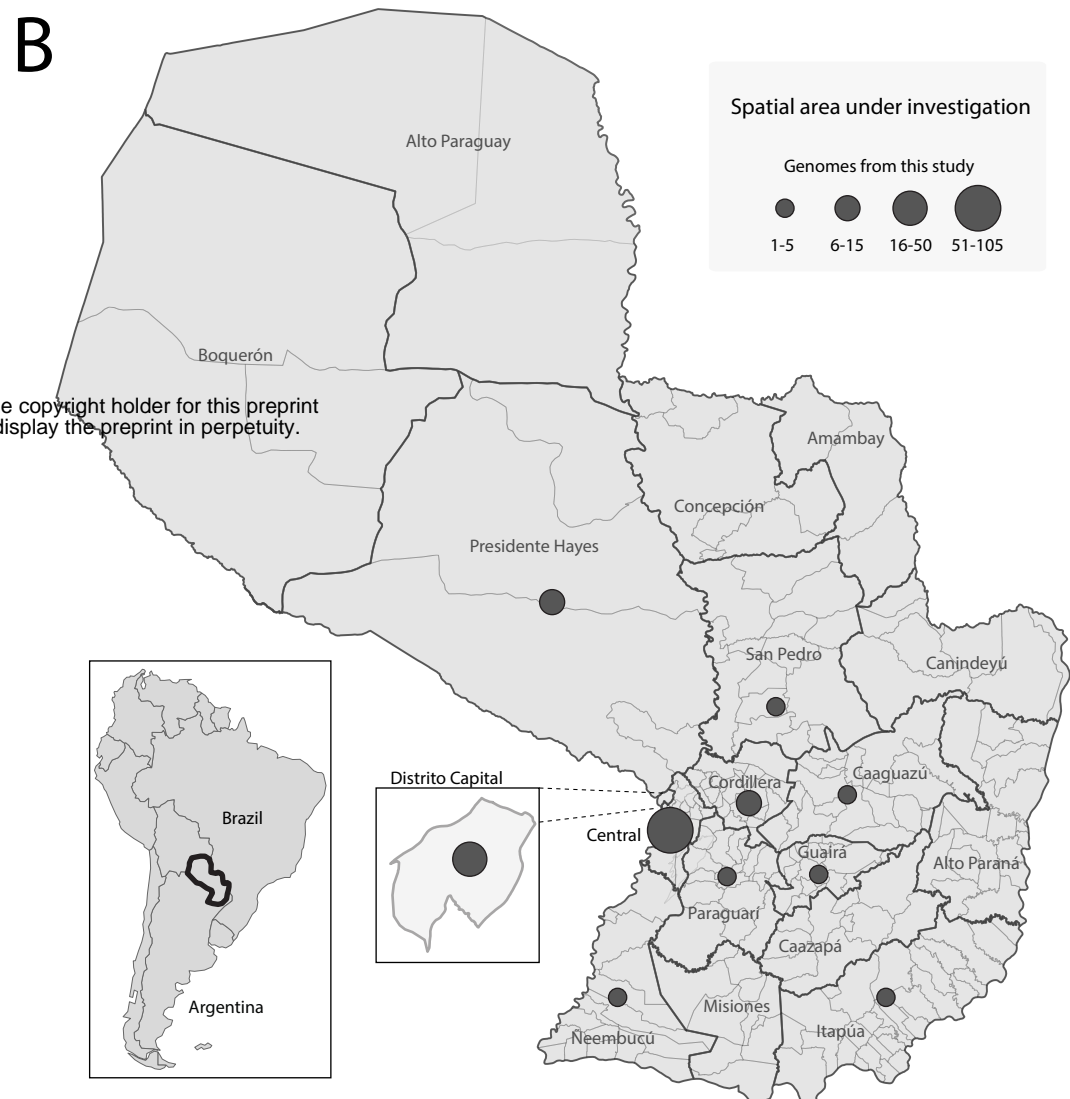 B
Spatial area under investigation
Genomes from this study
1-5 6-15 16-50 51-105
Alto Paraguay
Boquerón
e copyright holder for this preprint
display the preprint in perpetuity.
Amambay
Concepción
Presidente Hayes
San Pedro
Canindeyú
Distrito Capital
Cordillera
Caaguazú
Brazil
Central
Guairá
Alto Paraná
Paraguarí
Caazapá
Argentina
Misiones
Itapúa
Ñeembucú